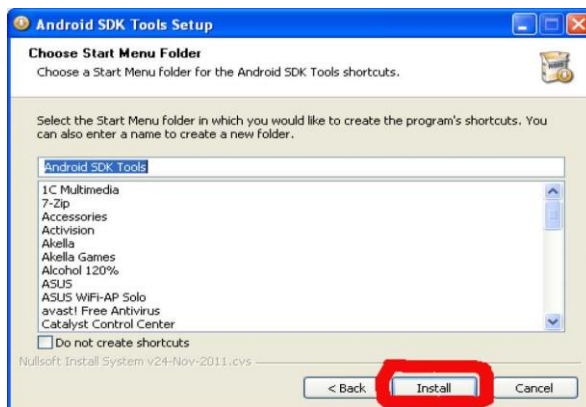 Android SDK Tools Setup
Choose Start Menu Folder
Choose a Start Menu folder for the Android SDK Tools shortcuts.
Select the Start Menu folder in which you would like to create the program's shortcuts. You
can also enter a name to create a new folder.
Android SDK Tools
1C Multimedia
7-Zip
Accessories
Activision
Akella
Akella Games
Alcohol 120%
ASUS
ASUS WiFi-AP Solo
avast! Free Antivirus
Catalyst Control Center
Do not create shortcuts
Nullsoft Install System v24-Nov-2011.cvs
< Back Install Cancel